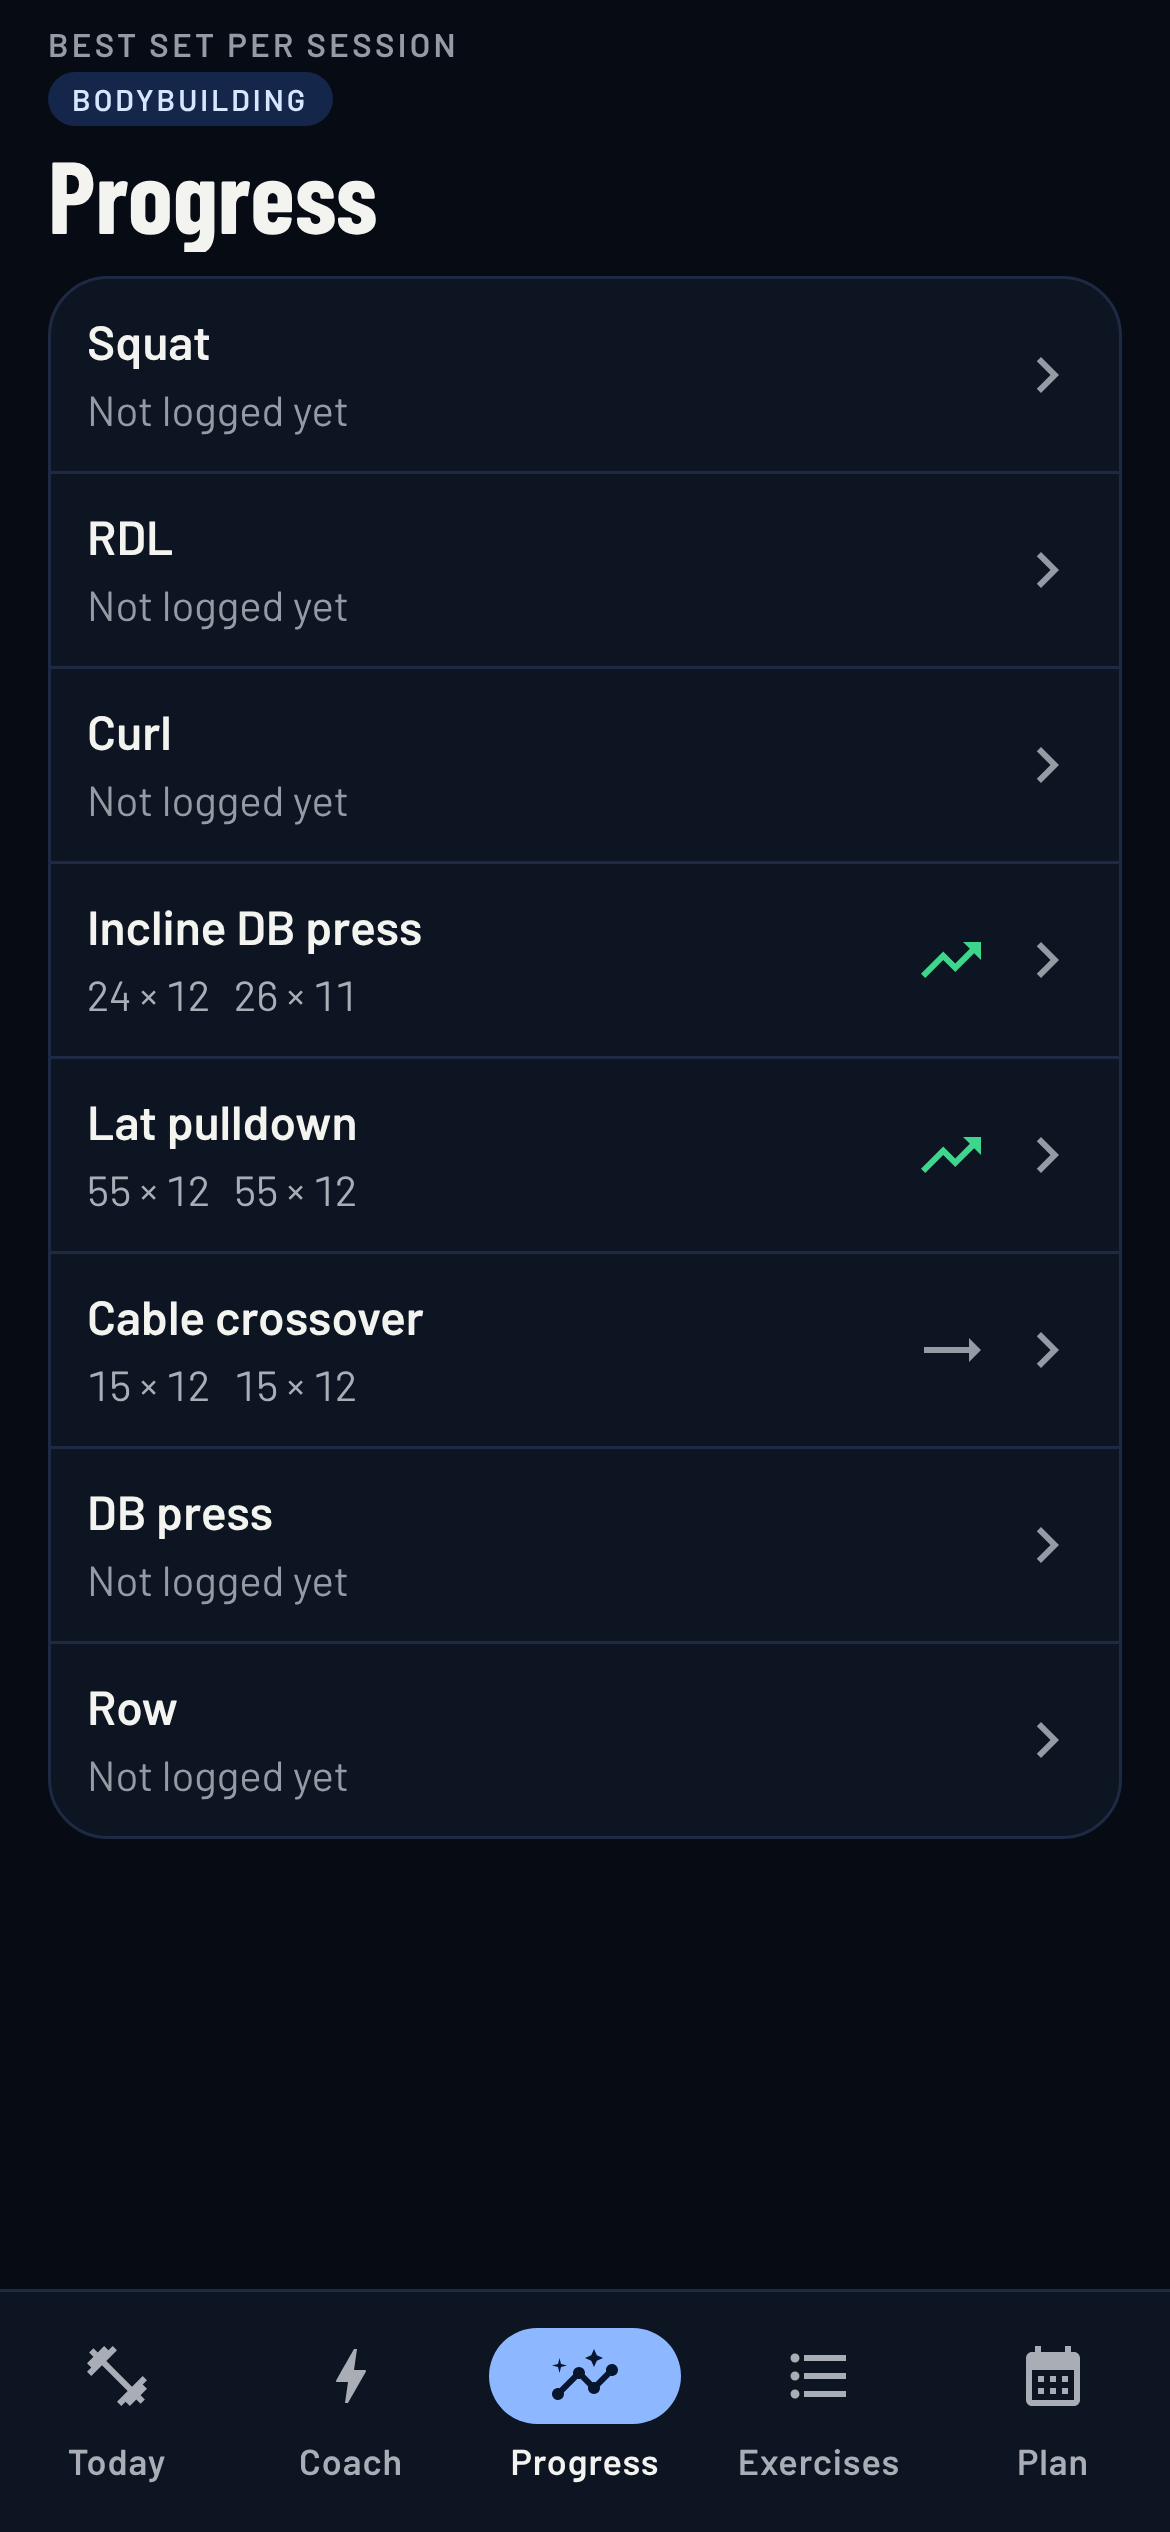 BEST SET PER SESSION
BODYBUILDING
Progress
Squat
Not logged yet
RDL
Not logged yet
Curl
Not logged yet
Incline DB press
24 × 12 26 × 11
Lat pulldown
55 × 12 55 × 12
Cable crossover
15 × 12 15 × 12
DB press
Not logged yet
Row
Not logged yet
Today Coach Progress Exercises Plan